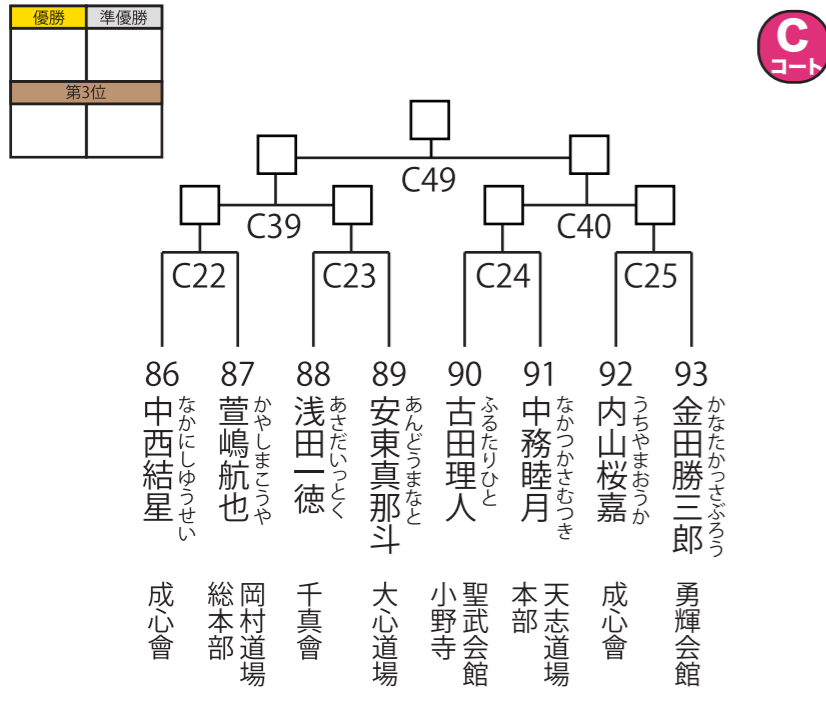 優勝 準優勝
第3位
C
コート
C49
C39 C40
C22 C23 C24 C25
86 87 88 89 90 91 92 93
中西結星
なかにしゆうせい
成心會
萱嶋航也
かやしまこうや
岡村道場
総本部
浅田一徳
あさだいっとく
千真會
安東真那斗
あんどうまなと
大心道場
古田理人
ふるたりひと
聖武会館
小野寺
中務睦月
なかつかさむつき
天志道場
本部
内山桜嘉
うちやまおうか
成心會
金田勝三郎
かなたかっさぶろう
勇輝会館